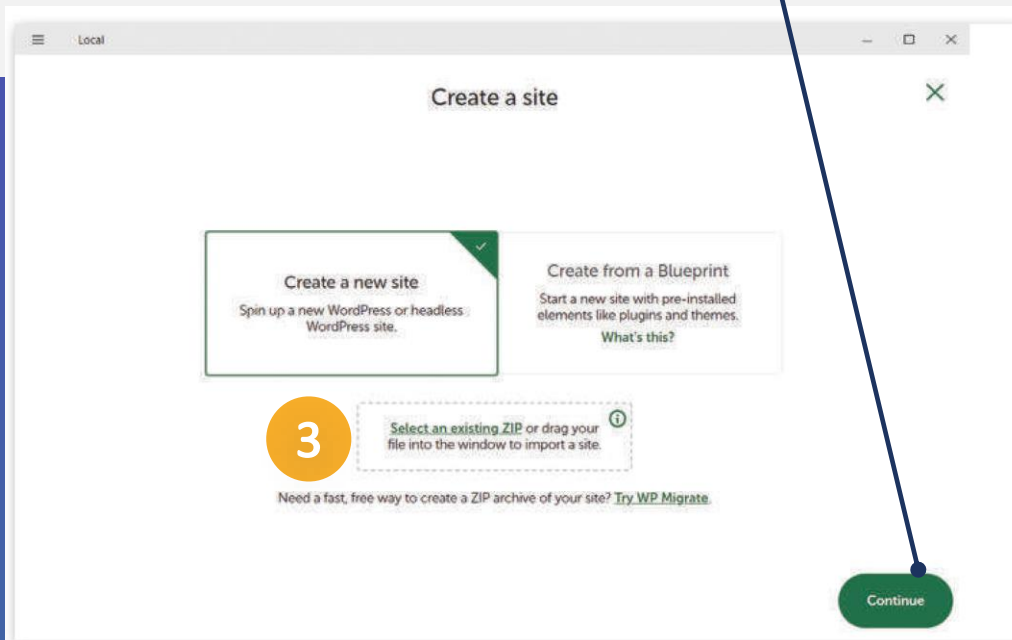 Local
Create a site
Create a new site
Spin up a new WordPress or headless
WordPress site.
Create from a Blueprint
Start a new site with pre-installed
elements like plugins and themes.
What's this?
3
Select an existing ZIP or drag your
file into the window to import a site.
Need a fast, free way to create a ZIP archive of your site? Try WP Migrate.
Continue